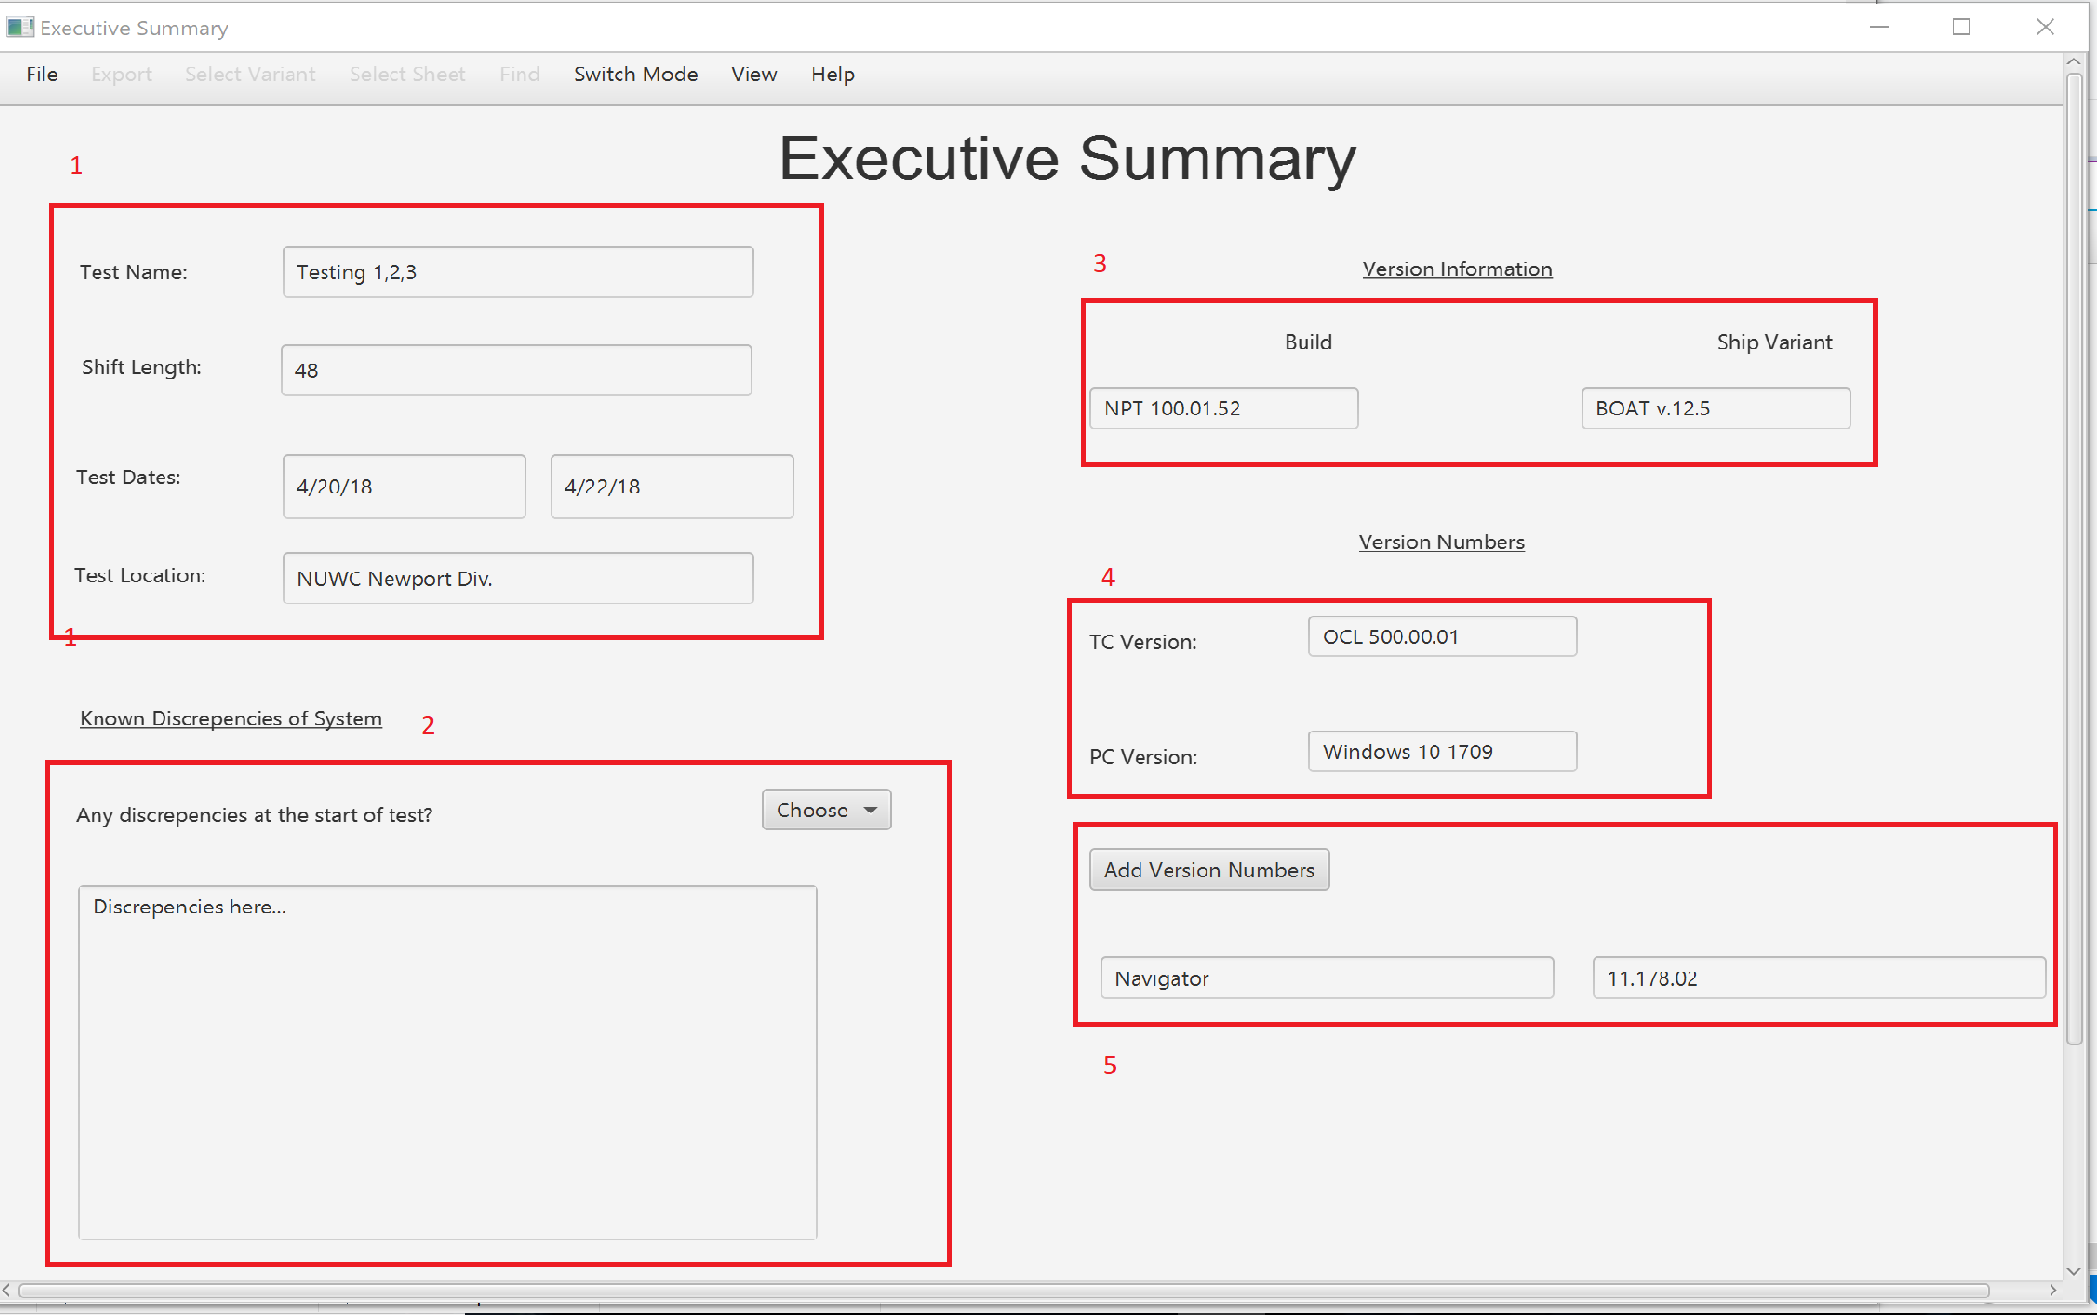 Executive Summary
File Export Select Variant Select Sheet Find Switch Mode View Help
Executive Summary
1
Test Name: Testing 1,2,3
Shift Length: 48
Test Dates: 4/20/18 4/22/18
Test Location: NUWC Newport Div.
1
Known Discrepencies of System 2
Any discrepencies at the start of test? Choose
Discrepencies here...
3 Version Information
Build Ship Variant
NPT 100.01.52 BOAT v.12.5
Version Numbers
4
TC Version: OCL 500.00.01
PC Version: Windows 10 1709
Add Version Numbers
Navigator 11.178.02
5